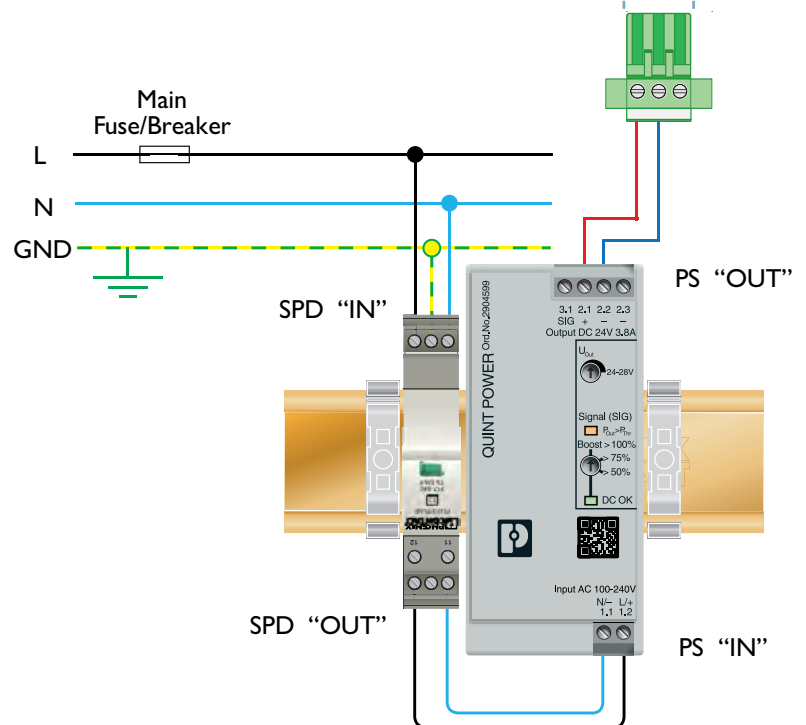 Main
Fuse/Breaker
L
N
GND
SPD “IN”
PS “OUT”
QUINT POWER Ord.No.2904599
3.1 2.1 2.2 2.3
SIG + – –
Output DC 24V 3.8A
UOut
24-28V
Signal (SIG)
POut>PThr
Boost > 100%
> 75%
> 50%
DC OK
12 11
Input AC 100-240V
N/– L/+
1.1 1.2
SPD “OUT”
PS “IN”